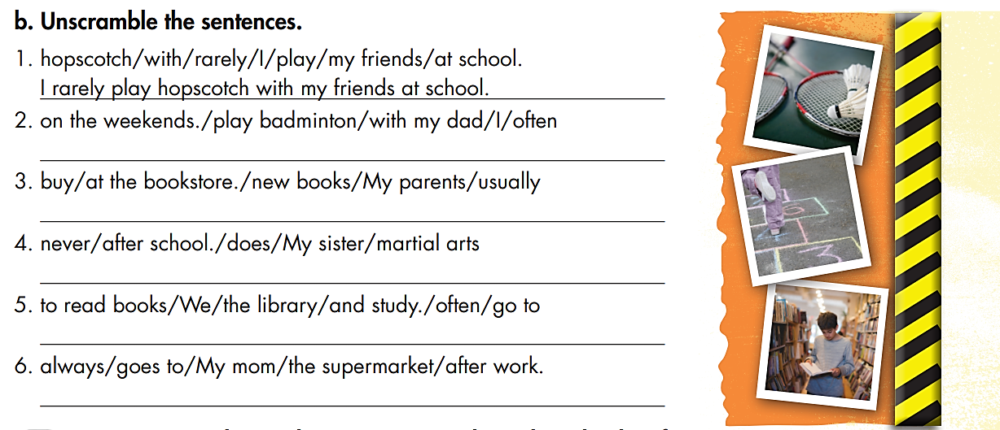 b. Unscramble the sentences.
1. hopscotch/with/rarely/I/play/my friends/at school.
I rarely play hopscotch with my friends at school.
2. on the weekends./play badminton/with my dad/I/often
3. buy/at the bookstore./new books/My parents/usually
4. never/after school./does/My sister/martial arts
5. to read books/We/the library/and study./often/go to
6. always/goes to/My mom/the supermarket/after work.